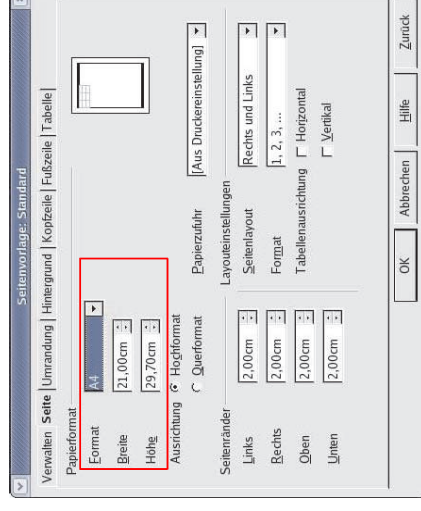 Seitenvorlage: Standard
Verwalten Seite Umrandung Hintergrund Kopfzeile Fußzeile Tabelle
Papierformat
Format A4
Breite 21,00cm
Höhe 29,70cm
Ausrichtung Hochformat
Querformat
Papierzufuhr [Aus Druckereinstellung]
Seitenränder
Links 2,00cm
Rechts 2,00cm
Oben 2,00cm
Unten 2,00cm
Layouteinstellungen
Seitenlayout Rechts und Links
Format 1, 2, 3, ...
Tabellenausrichtung Horizontal
Vertikal
OK Abbrechen Hilfe Zurück